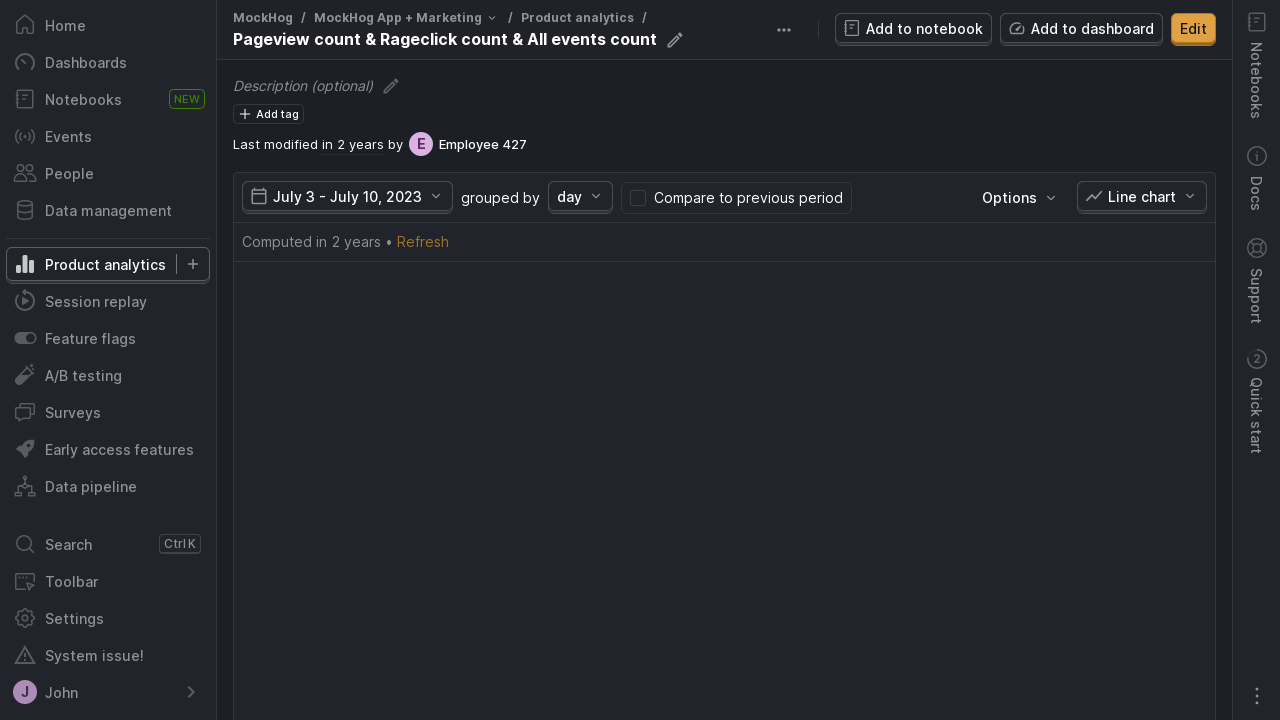 Home
Dashboards
Notebooks NEW
Events
People
Data management
Product analytics
Session replay
Feature flags
A/B testing
Surveys
Early access features
Data pipeline
Search Ctrl K
Toolbar
Settings
System issue!
J John
MockHog / MockHog App + Marketing / Product analytics /
Pageview count & Rageclick count & All events count
Add to notebook
Add to dashboard
Edit
Description (optional)
Add tag
Last modified in 2 years by E Employee 427
July 3 - July 10, 2023 grouped by day Compare to previous period Options Line chart
Computed in 2 years • Refresh
Notebooks
Docs
Support
2 Quick start